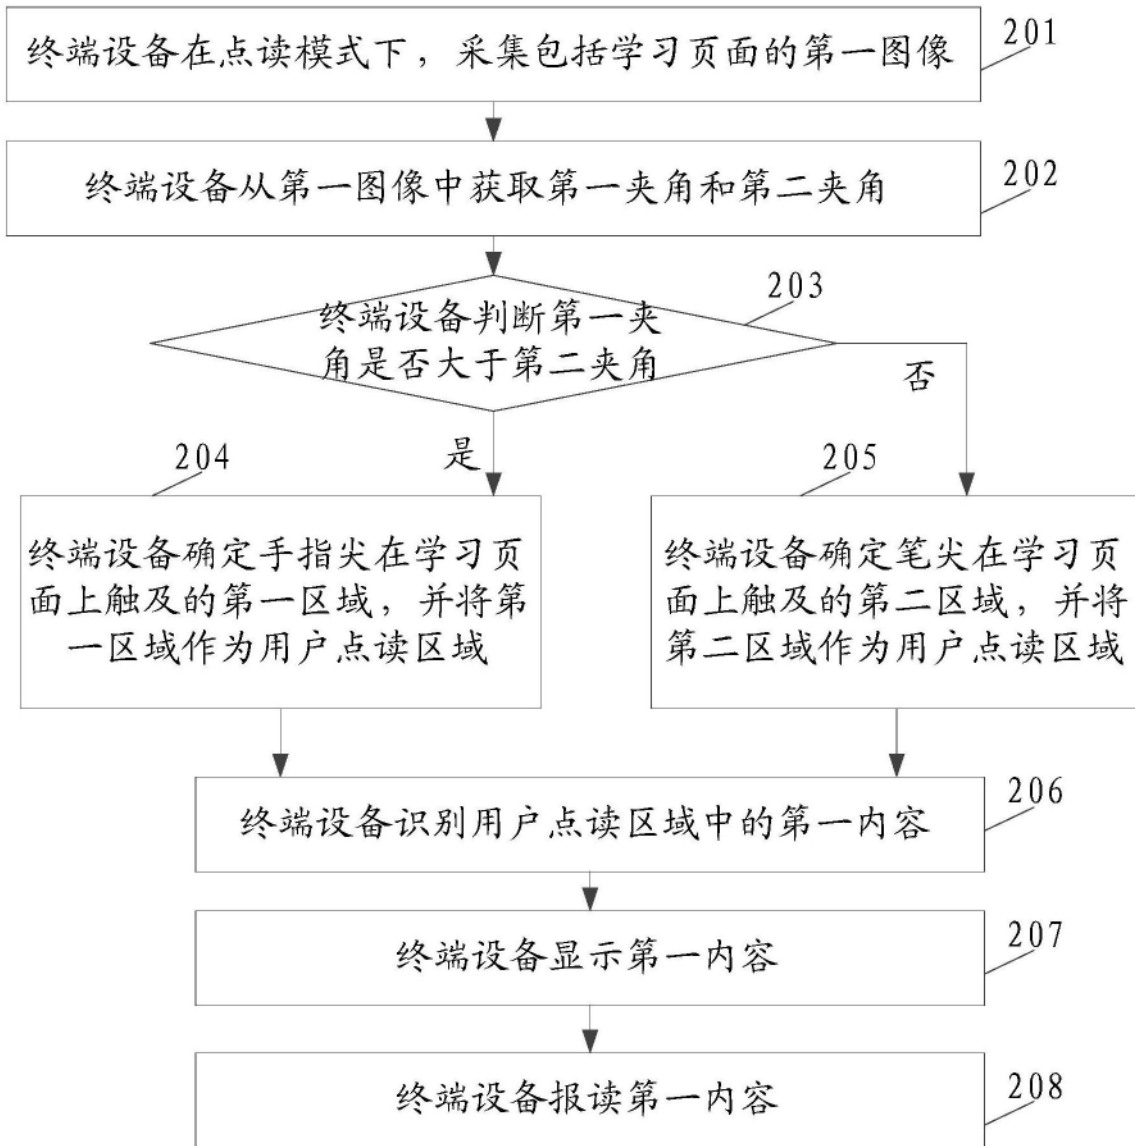 终端设备在点读模式下，采集包括学习页面的第一图像
201
终端设备从第一图像中获取第一夹角和第二夹角
202
203
终端设备判断第一夹
角是否大于第二夹角
否
是
204
终端设备确定手指尖在学习页
面上触及的第一区域，并将第
一区域作为用户点读区域
205
终端设备确定笔尖在学习页
面上触及的第二区域，并将
第二区域作为用户点读区域
206
终端设备识别用户点读区域中的第一内容
207
终端设备显示第一内容
208
终端设备报读第一内容